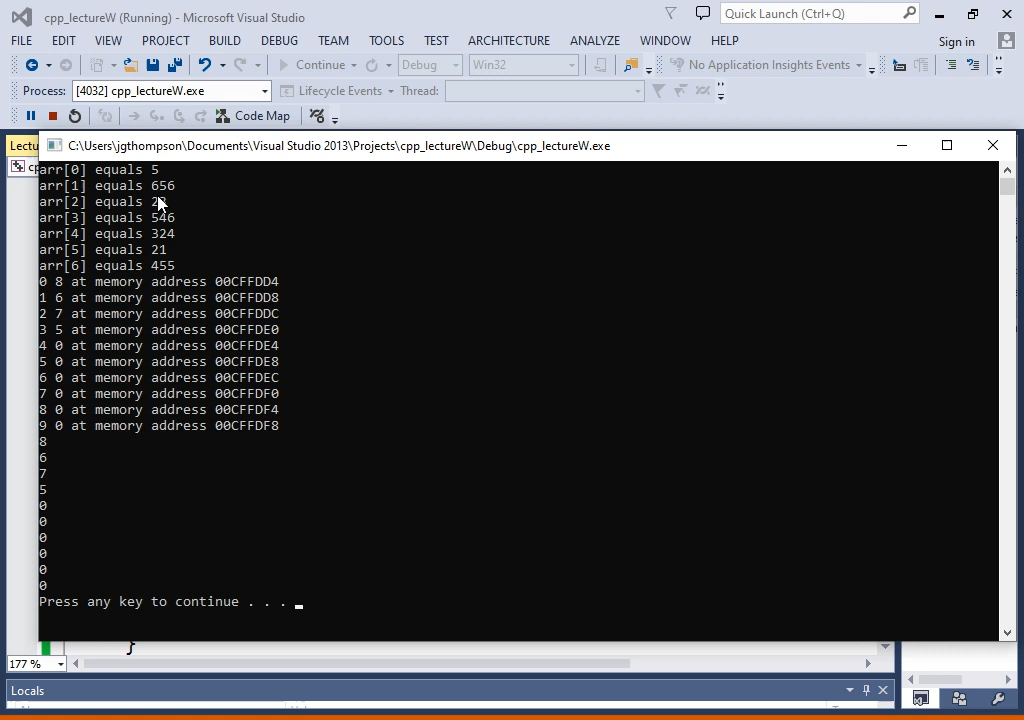 cpp_lectureW (Running) - Microsoft Visual Studio
Quick Launch (Ctrl+Q)
FILE EDIT VIEW PROJECT BUILD DEBUG TEAM TOOLS TEST ARCHITECTURE ANALYZE WINDOW HELP Sign in
Continue Debug Win32 No Application Insights Events
Process: [4032] cpp_lectureW.exe Lifecycle Events Thread:
Code Map
Lectu
C:\Users\jgthompson\Documents\Visual Studio 2013\Projects\cpp_lectureW\Debug\cpp_lectureW.exe
arr[0] equals 5
arr[1] equals 656
arr[2] equals
arr[3] equals 546
arr[4] equals 324
arr[5] equals 21
arr[6] equals 455
0 8 at memory address 00CFFDD4
1 6 at memory address 00CFFDD8
2 7 at memory address 00CFFDDC
3 5 at memory address 00CFFDE0
4 0 at memory address 00CFFDE4
5 0 at memory address 00CFFDE8
6 0 at memory address 00CFFDEC
7 0 at memory address 00CFFDF0
8 0 at memory address 00CFFDF4
9 0 at memory address 00CFFDF8
8
6
7
5
0
0
0
0
0
0
Press any key to continue . . .
}
177 %
Locals